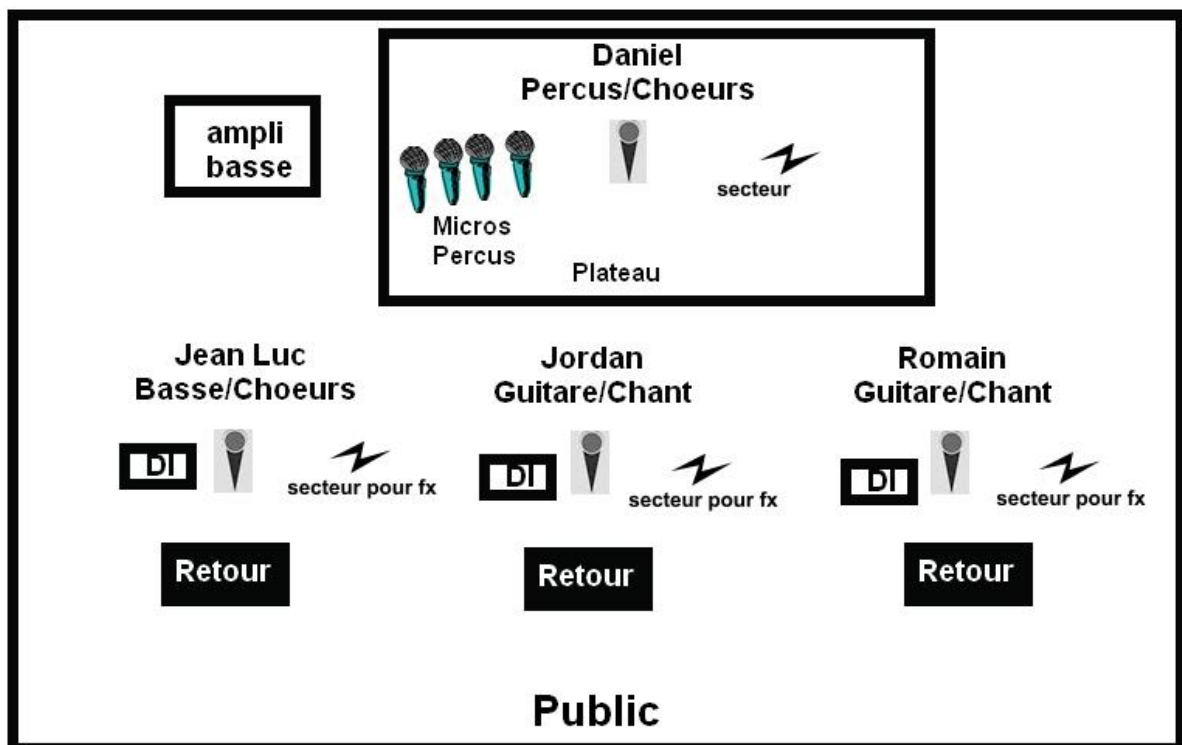 Daniel
Percus/Choeurs
ampli
basse
secteur
Micros
Percus
Plateau
Jean Luc
Basse/Choeurs
Jordan
Guitare/Chant
Romain
Guitare/Chant
DI
secteur pour fx
DI
secteur pour fx
DI
secteur pour fx
Retour
Retour
Retour
Public